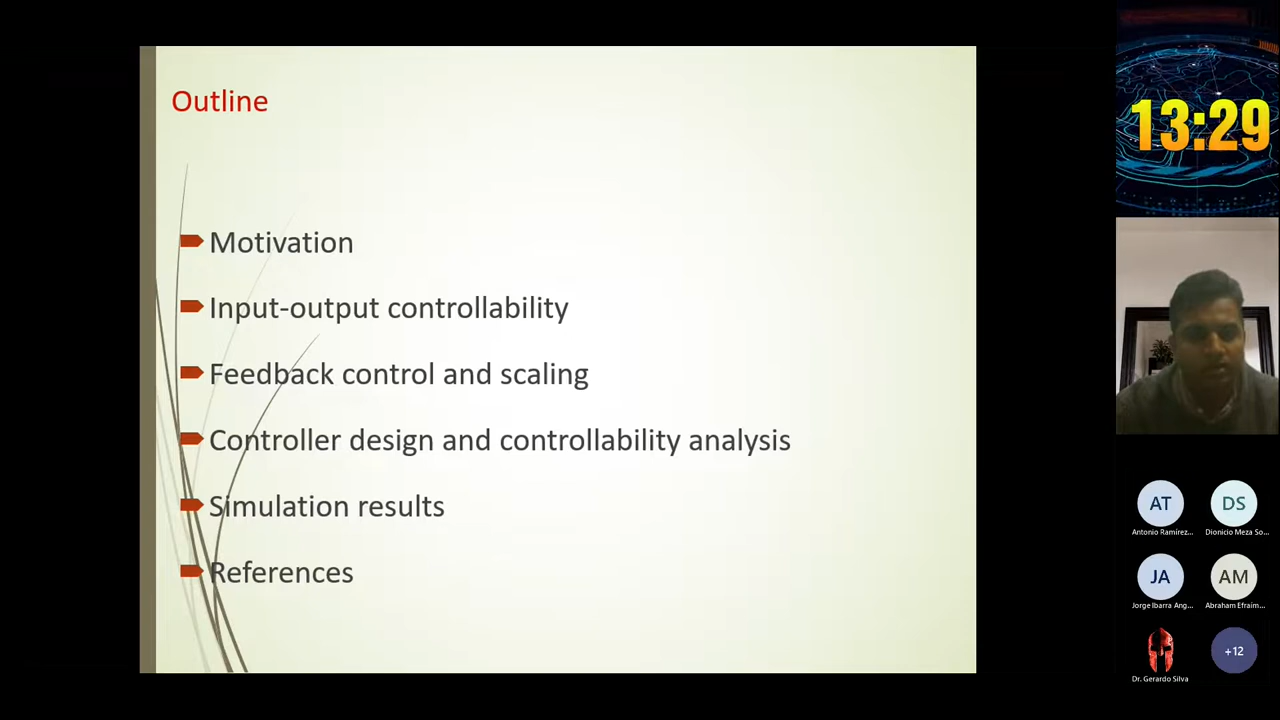 Outline
Motivation
Input-output controllability
Feedback control and scaling
Controller design and controllability analysis
Simulation results
References
13:29
AT
Antonio Ramirez...
DS
Dionicio Meza So...
JA
Jorge Ibarra Ang...
AM
Abraham Efraim...
Dr. Gerardo Silva
+12